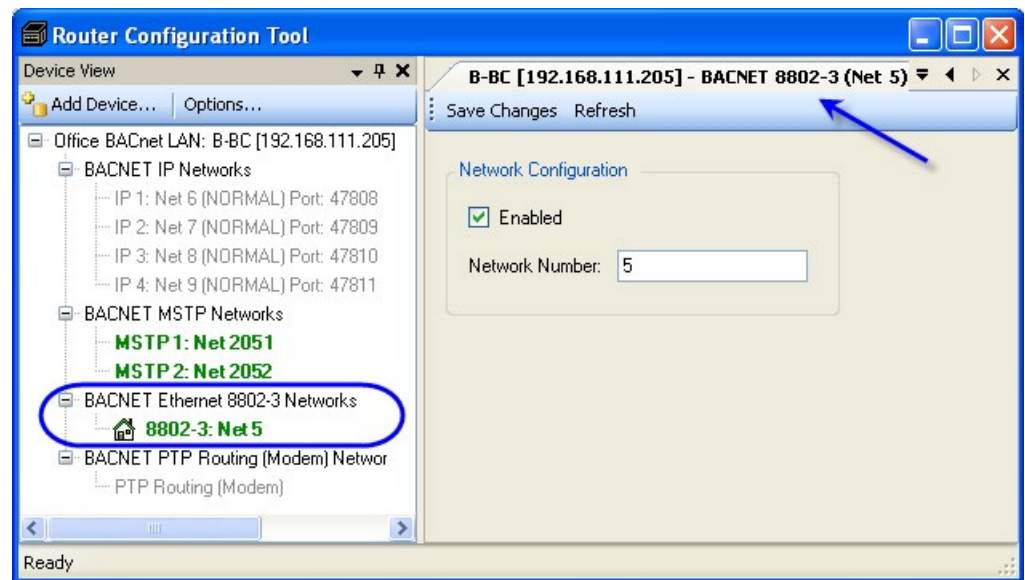 Router Configuration Tool
Device View
Add Device... Options...
Office BACnet LAN: B-BC [192.168.111.205]
BACNET IP Networks
IP 1: Net 6 (NORMAL) Port: 47808
IP 2: Net 7 (NORMAL) Port: 47809
IP 3: Net 8 (NORMAL) Port: 47810
IP 4: Net 9 (NORMAL) Port: 47811
BACNET MSTP Networks
MSTP 1: Net 2051
MSTP 2: Net 2052
BACNET Ethernet 8802-3 Networks
8802-3: Net 5
BACNET PTP Routing (Modem) Networ
PTP Routing (Modem)
B-BC [192.168.111.205] - BACNET 8802-3 (Net 5)
Save Changes Refresh
Network Configuration
Enabled
Network Number: 5
Ready